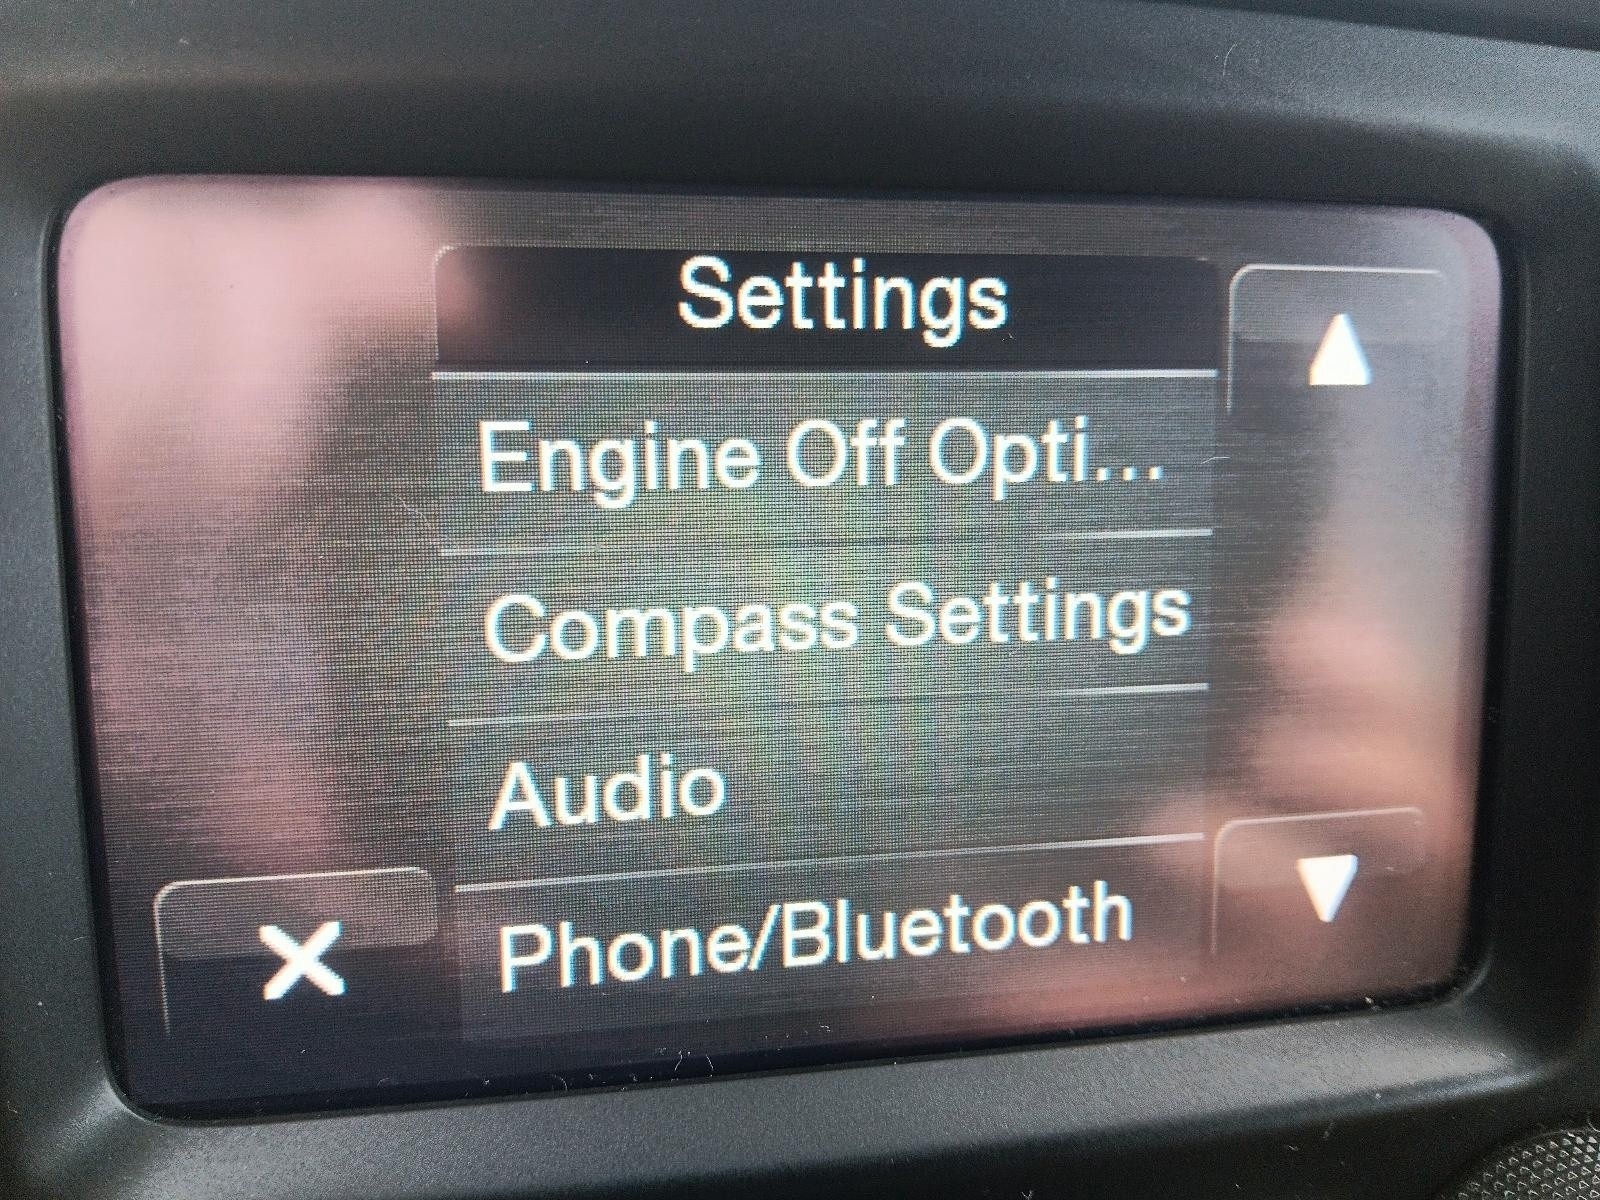 Settings
Engine Off Opti...
Compass Settings
Audio
Phone/Bluetooth